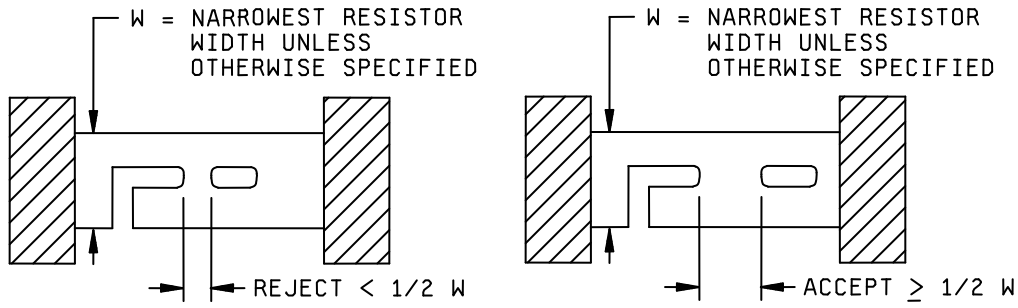 W = NARROWEST RESISTOR
WIDTH UNLESS
OTHERWISE SPECIFIED
REJECT < 1/2 W
W = NARROWEST RESISTOR
WIDTH UNLESS
OTHERWISE SPECIFIED
ACCEPT ≥ 1/2 W